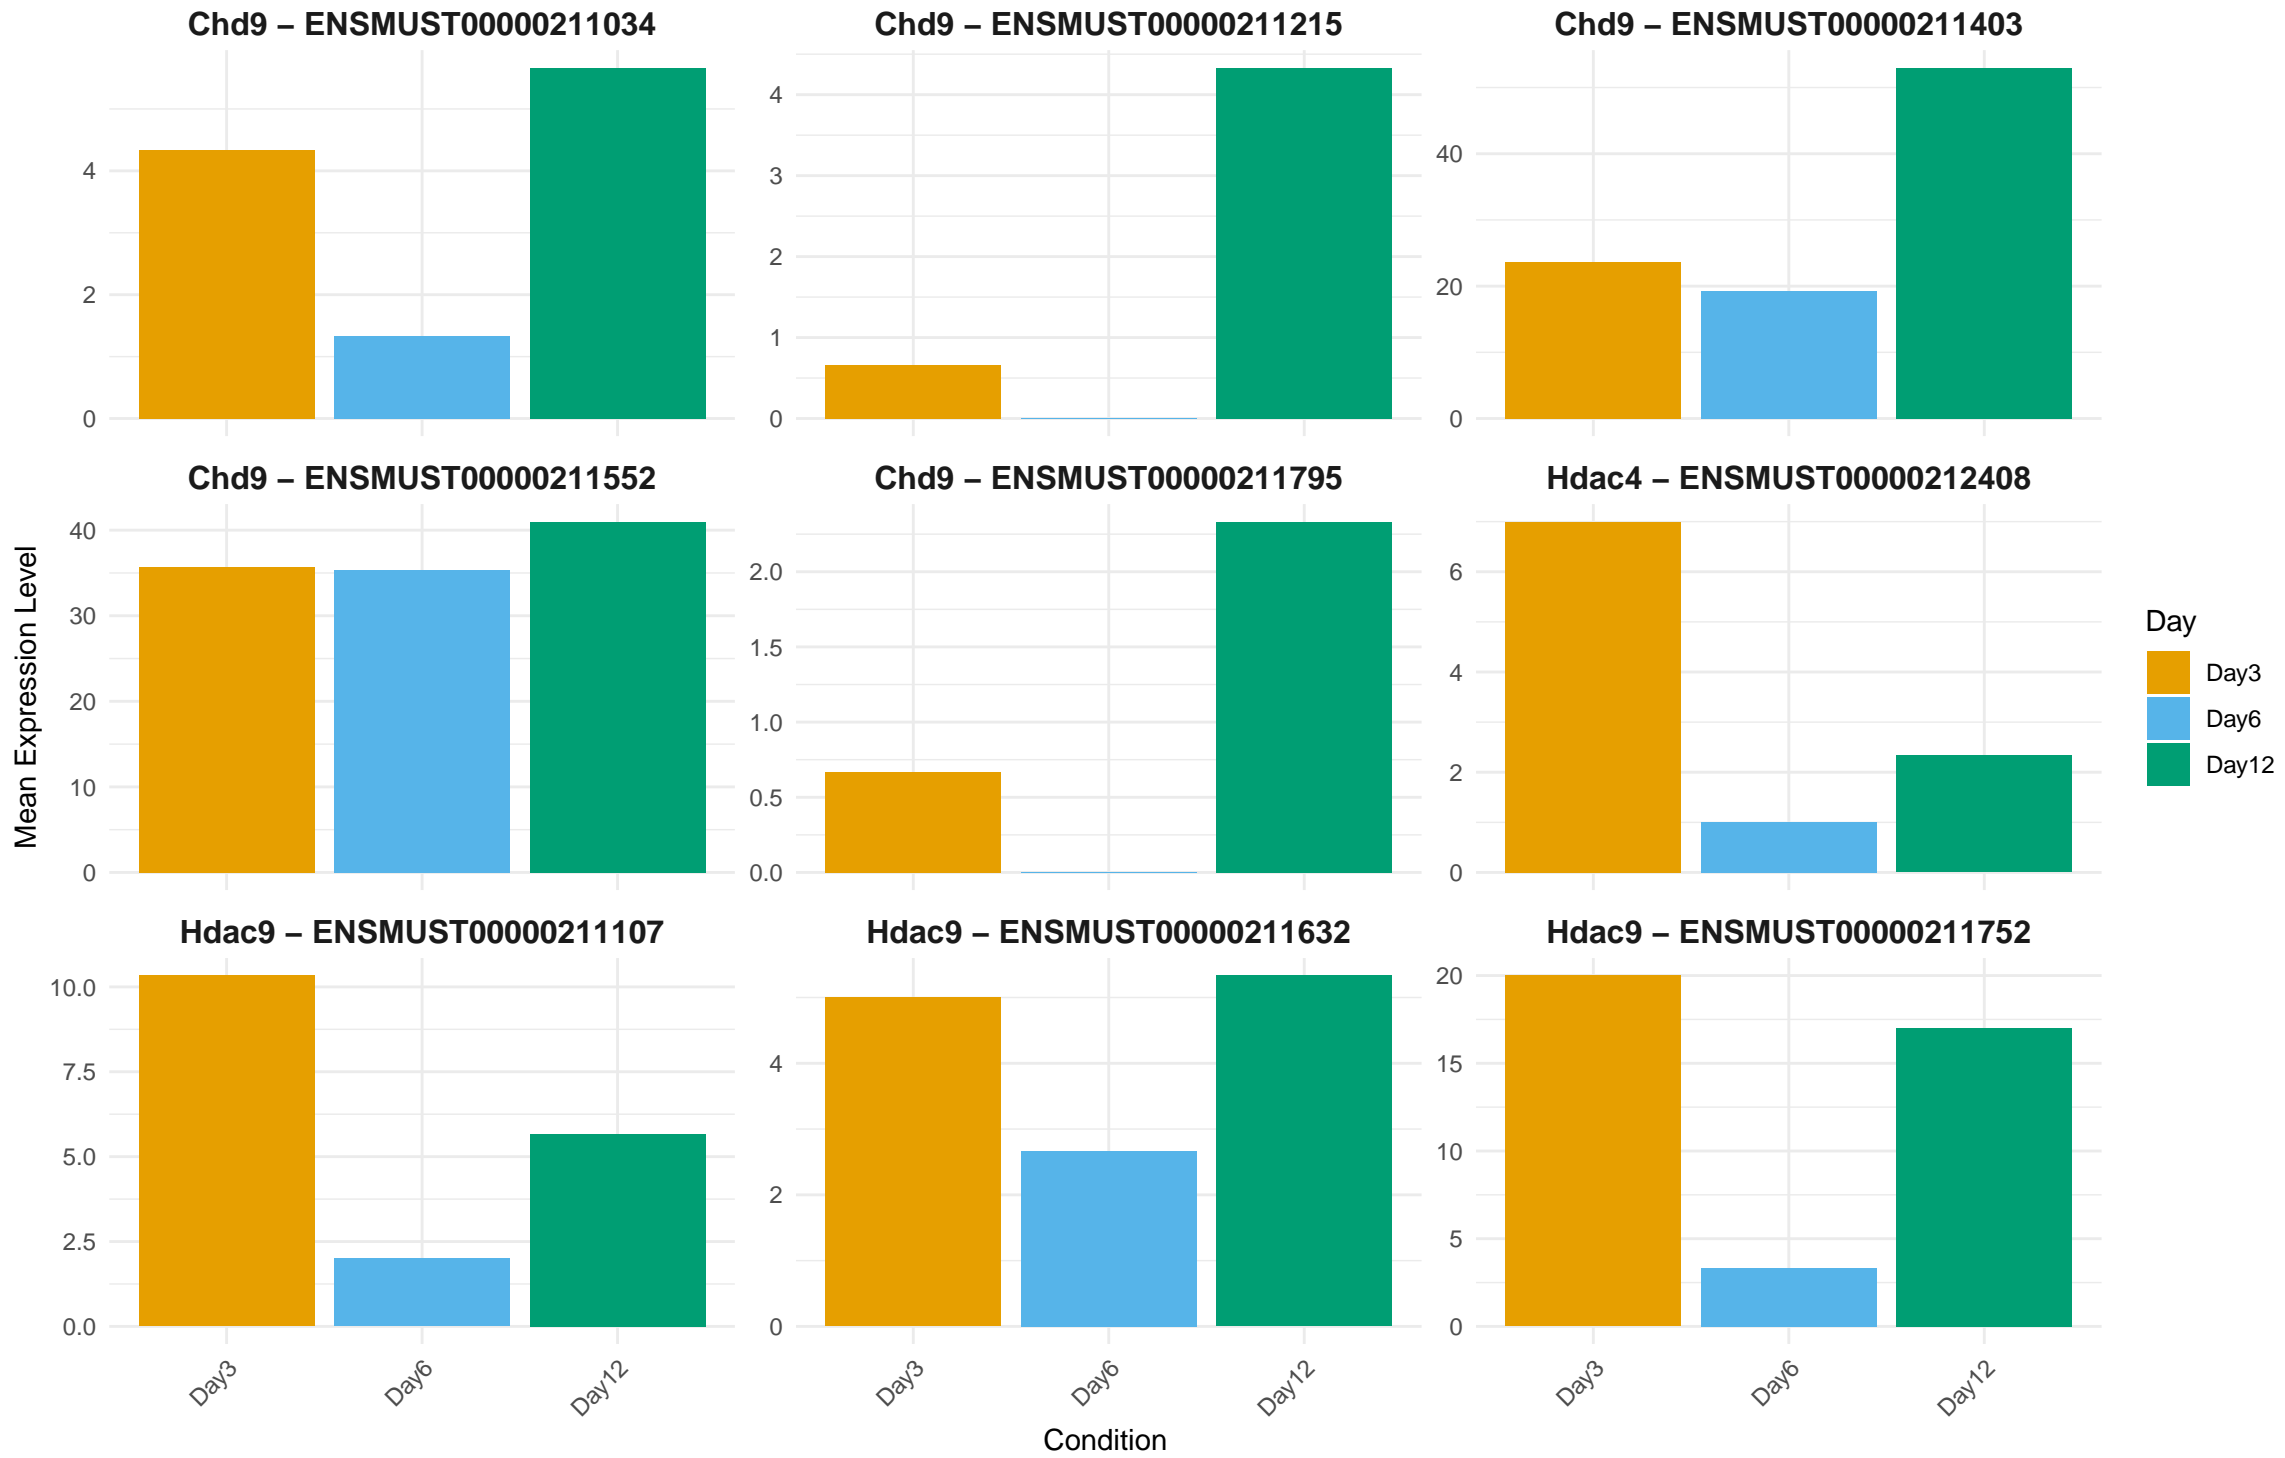 Chd9 – ENSMUST00000211034
Chd9 – ENSMUST00000211215
Chd9 – ENSMUST00000211403
4
2
0
4
3
2
1
0
40
20
0
Chd9 – ENSMUST00000211552
Chd9 – ENSMUST00000211795
Hdac4 – ENSMUST00000212408
40
30
20
10
0
2.0
1.5
1.0
0.5
0.0
6
4
2
0
Mean Expression Level
Hdac9 – ENSMUST00000211107
Hdac9 – ENSMUST00000211632
Hdac9 – ENSMUST00000211752
10.0
7.5
5.0
2.5
0.0
4
2
0
20
15
10
5
0
Day3
Day6
Day12
Day3
Day6
Day12
Day3
Day6
Day12
Condition
Day
Day3
Day6
Day12